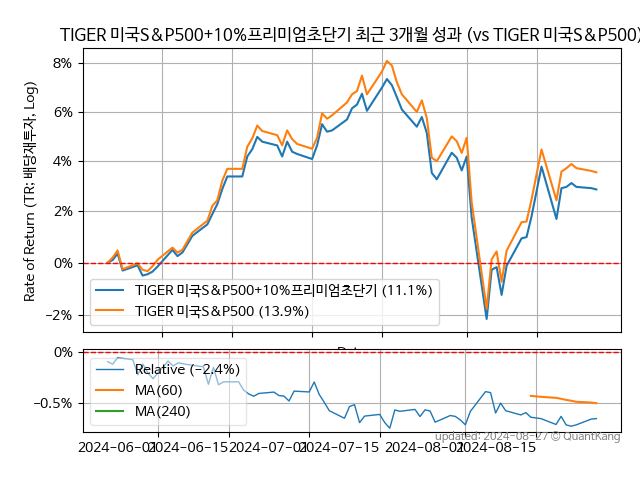 TIGER 미국S&P500+10%프리미엄초단기 최근 3개월 성과 (vs TIGER 미국S&P500)
Rate of Return (TR: 배당재투자, Log)
8%
6%
4%
2%
0%
−2%
TIGER 미국S&P500+10%프리미엄초단기 (11.1%)
TIGER 미국S&P500 (13.9%)
0%
−0.5%
Relative (−2.4%)
MA(60)
MA(240)
updated: 2024-08-27 © QuantKang
2024-06-01 2024-06-15 2024-07-01 2024-07-15 2024-08-01 2024-08-15